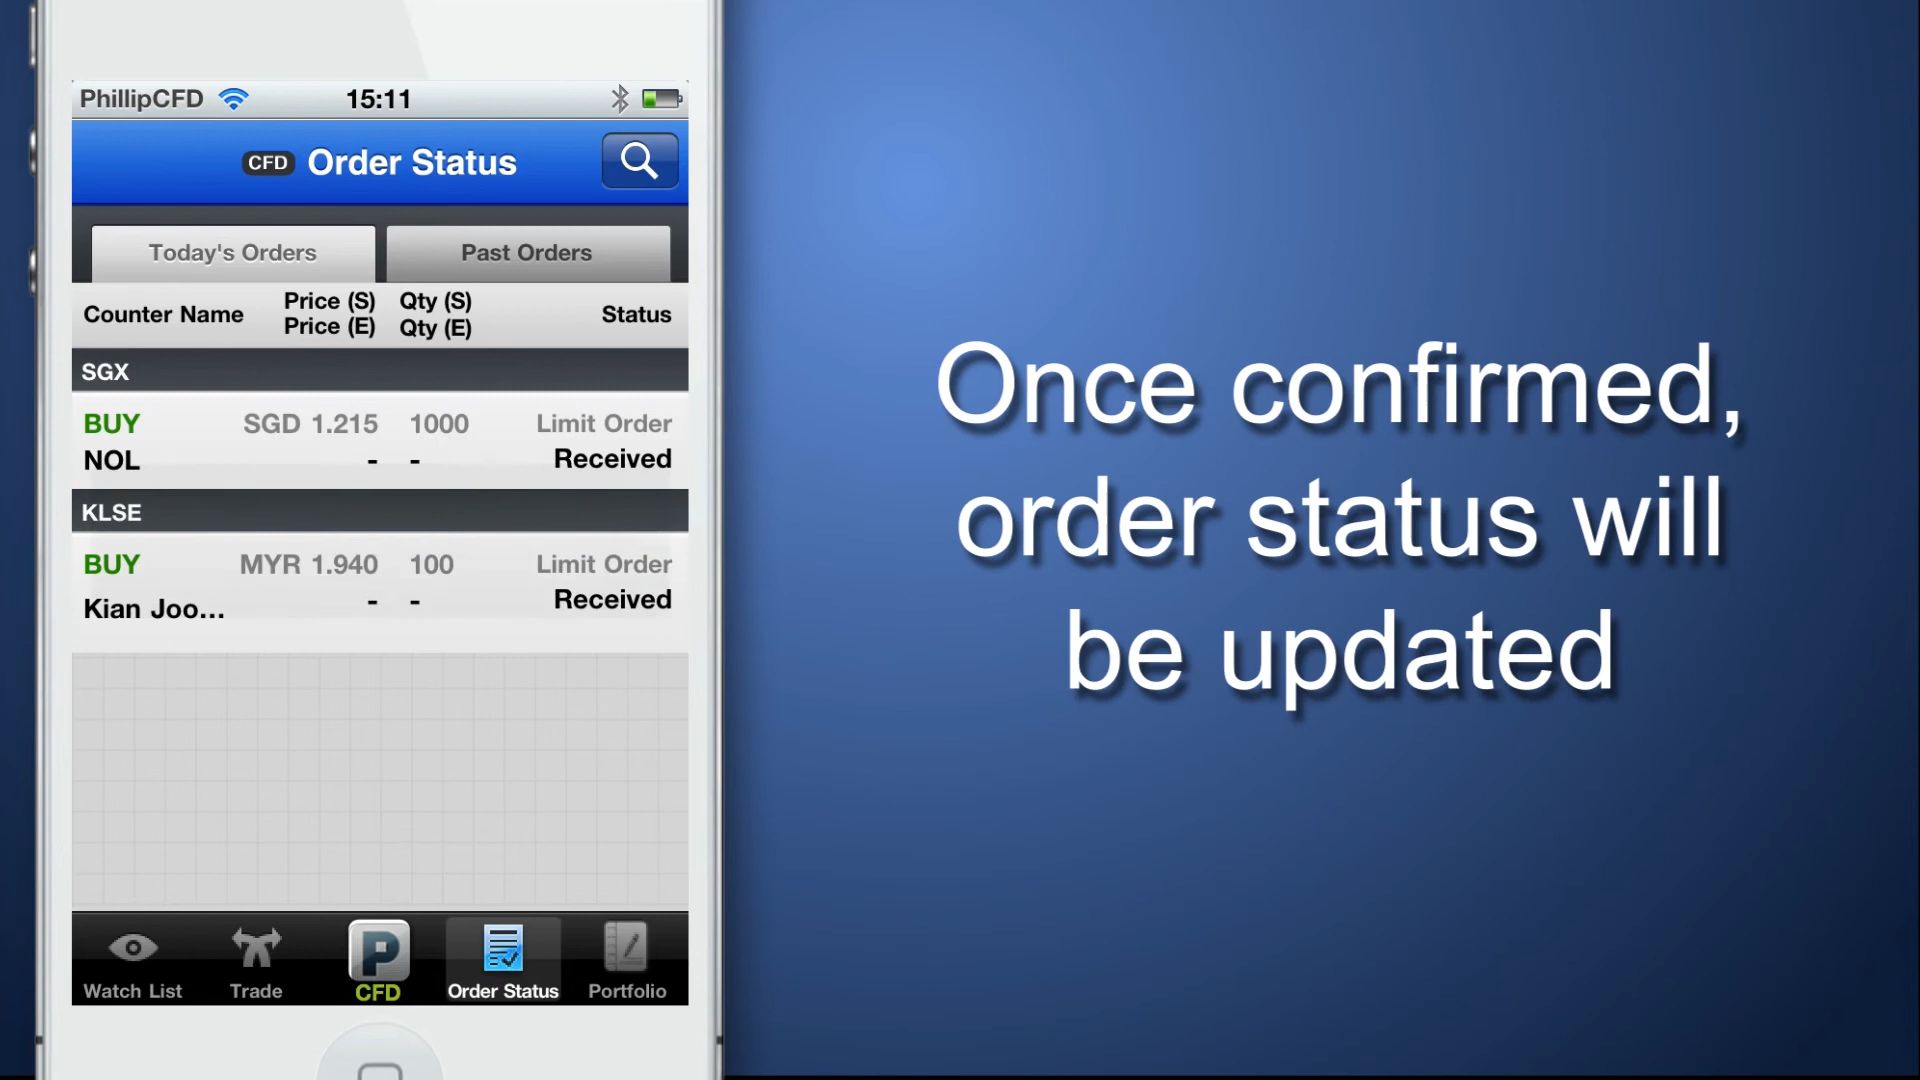 PhillipCFD 15:11
CFD Order Status
Today's Orders Past Orders
Counter Name Price (S) Qty (S) Status
Price (E) Qty (E)
SGX
BUY SGD 1.215 1000 Limit Order
NOL - - Received
KLSE
BUY MYR 1.940 100 Limit Order
Kian Joo... - - Received
P
Watch List Trade CFD Order Status Portfolio
Once confirmed,
order status will
be updated